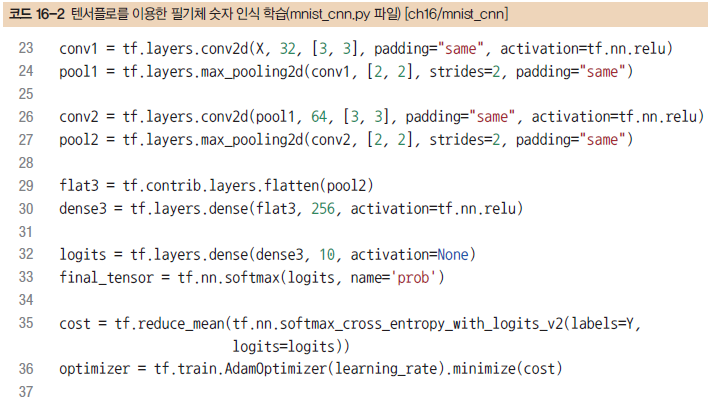 코드 16-2 텐서플로를 이용한 필기체 숫자 인식 학습(mnist_cnn.py 파일) [ch16/mnist_cnn]
23 conv1 = tf.layers.conv2d(X, 32, [3, 3], padding="same", activation=tf.nn.relu)
24 pool1 = tf.layers.max_pooling2d(conv1, [2, 2], strides=2, padding="same")
25
26 conv2 = tf.layers.conv2d(pool1, 64, [3, 3], padding="same", activation=tf.nn.relu)
27 pool2 = tf.layers.max_pooling2d(conv2, [2, 2], strides=2, padding="same")
28
29 flat3 = tf.contrib.layers.flatten(pool2)
30 dense3 = tf.layers.dense(flat3, 256, activation=tf.nn.relu)
31
32 logits = tf.layers.dense(dense3, 10, activation=None)
33 final_tensor = tf.nn.softmax(logits, name='prob')
34
35 cost = tf.reduce_mean(tf.nn.softmax_cross_entropy_with_logits_v2(labels=Y,
logits=logits))
36 optimizer = tf.train.AdamOptimizer(learning_rate).minimize(cost)
37